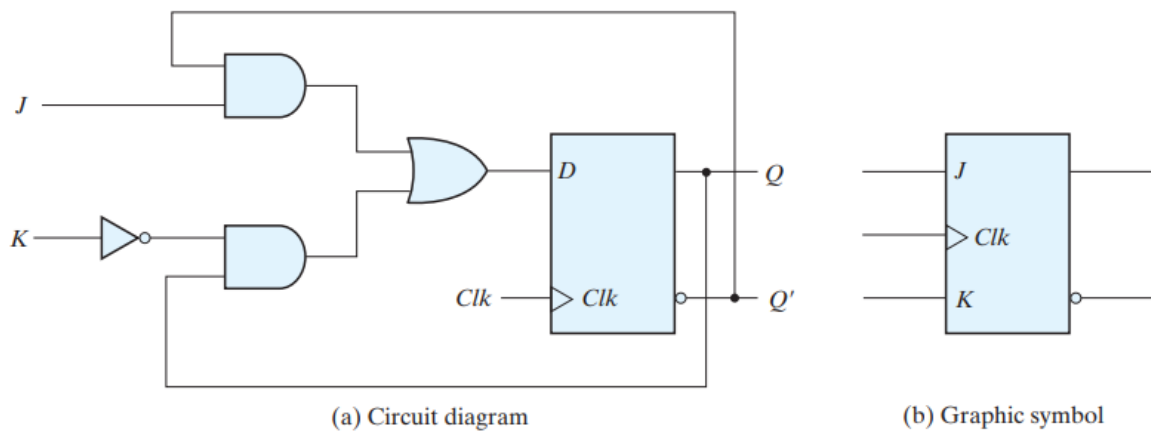 J
K
D
Clk
Clk
Q
Q'
(a) Circuit diagram
J
Clk
K
(b) Graphic symbol